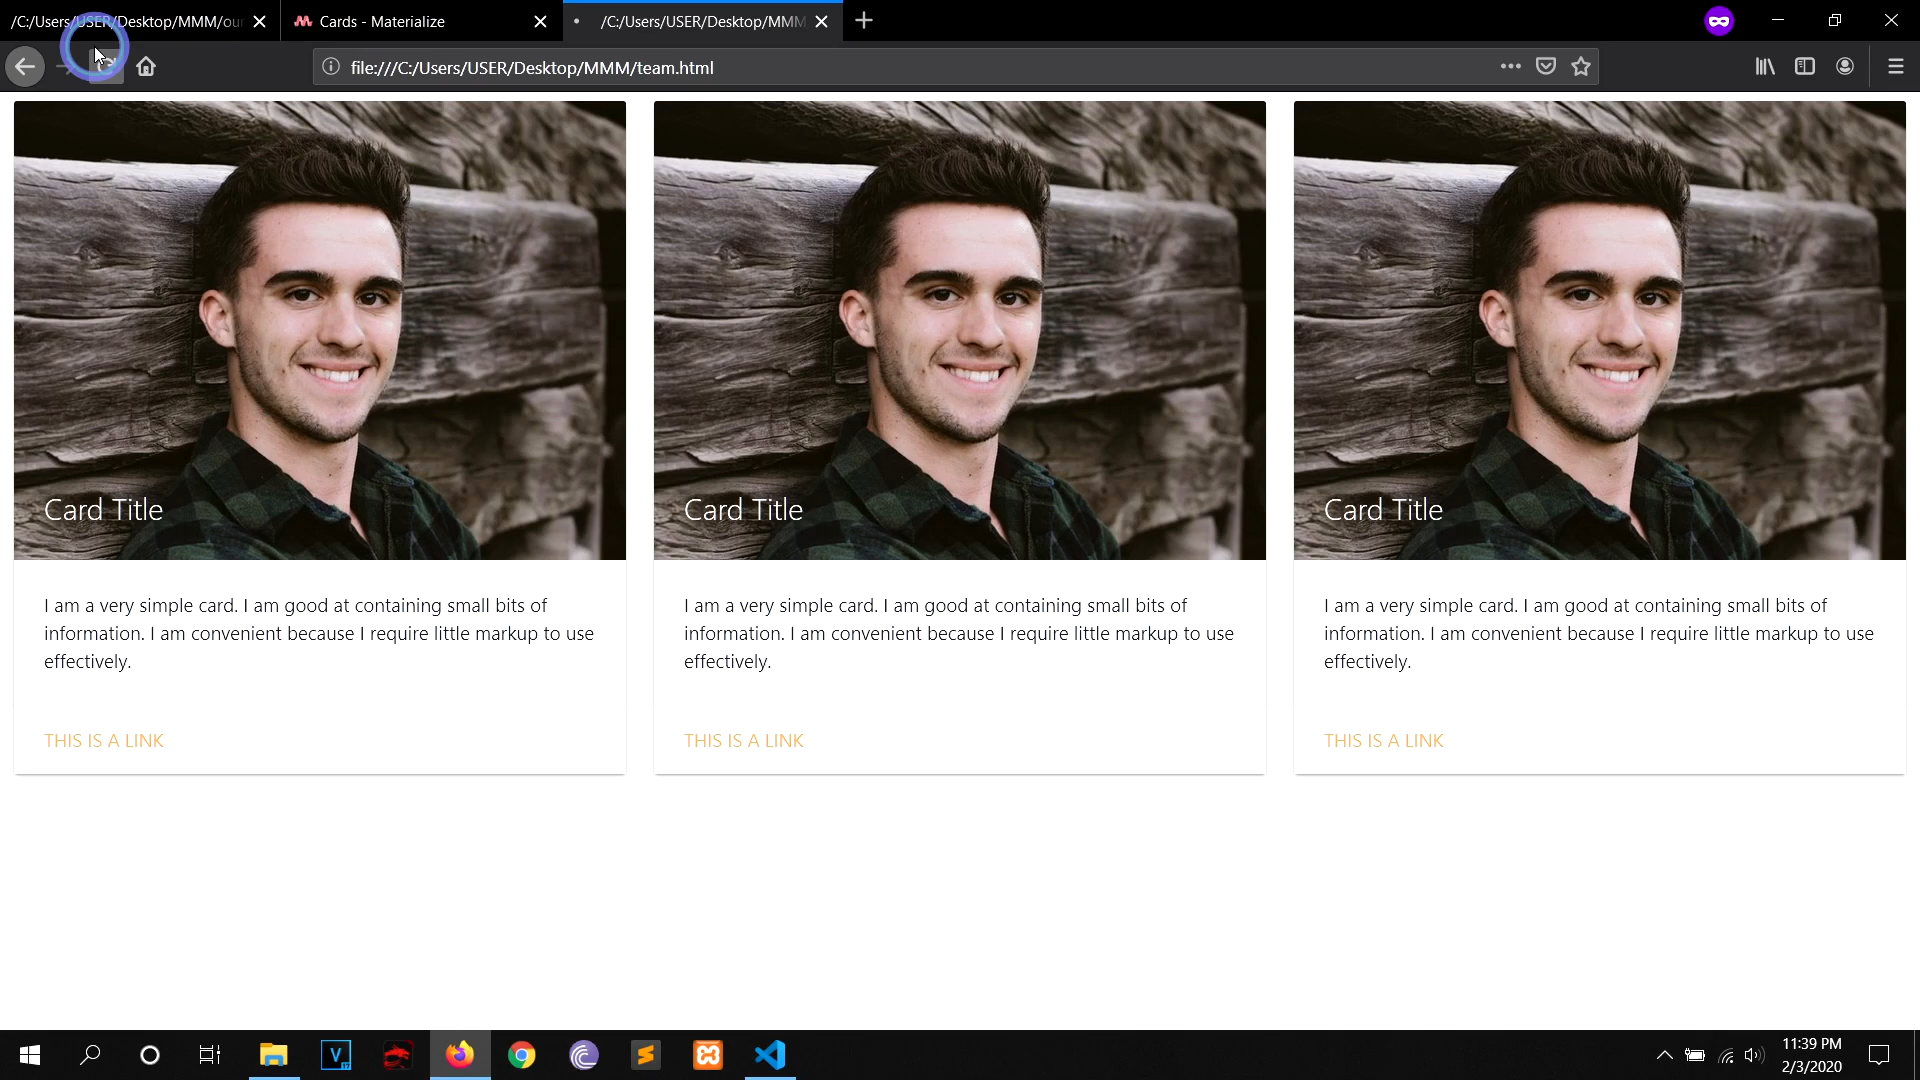 /C:/Users/USER/Desktop/MMM/our
Cards - Materialize
/C:/Users/USER/Desktop/MMM
file:///C:/Users/USER/Desktop/MMM/team.html
Card Title
I am a very simple card. I am good at containing small bits of
information. I am convenient because I require little markup to use
effectively.
THIS IS A LINK
Card Title
I am a very simple card. I am good at containing small bits of
information. I am convenient because I require little markup to use
effectively.
THIS IS A LINK
Card Title
I am a very simple card. I am good at containing small bits of
information. I am convenient because I require little markup to use
effectively.
THIS IS A LINK
11:39 PM
2/3/2020